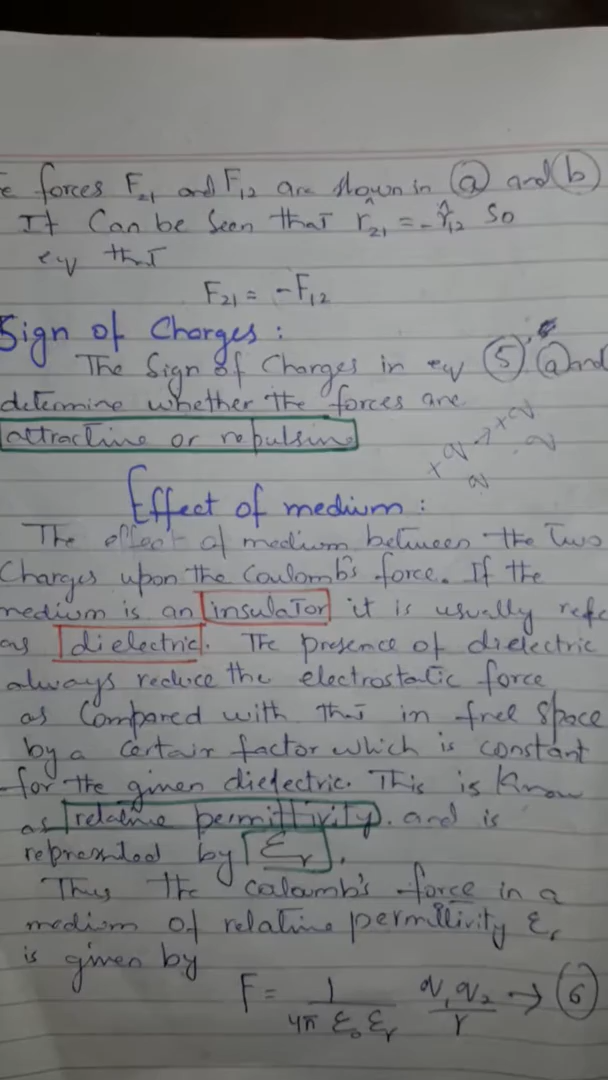 forces F₂₁ and F₁₂ are shown in (a) and (b)
It Can be Seen that r̂₂₁ = -r̂₁₂ So
eq that
F₂₁ = -F₁₂
Sign of Charges :
The Sign of Charges in eq (5) (a) and
determine whether the forces are
attractive or repulsive
Effect of medium :
The effect of medium between the two
Charges upon the Coulomb's force. If the
medium is an insulator it is usually refe
as dielectric. The presence of dielectric
always reduce the electrostatic force
as Compared with that in free Space
by a certain factor which is constant
for the given dielectric. This is Know
as relative permittivity. and is
represented by εr.
Thus the coloumb's force in a
medium of relative permillivity εr
is given by
F = 1/4π ε₀ εr q₁q₂/r → (6)